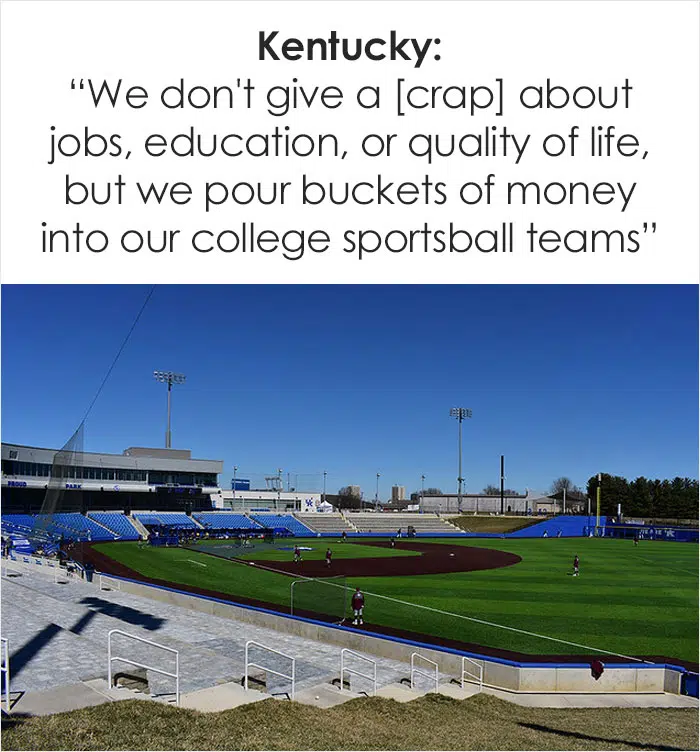 Kentucky:
“We don't give a [crap] about
jobs, education, or quality of life,
but we pour buckets of money
into our college sportsball teams”
PROUD
PARK
UK